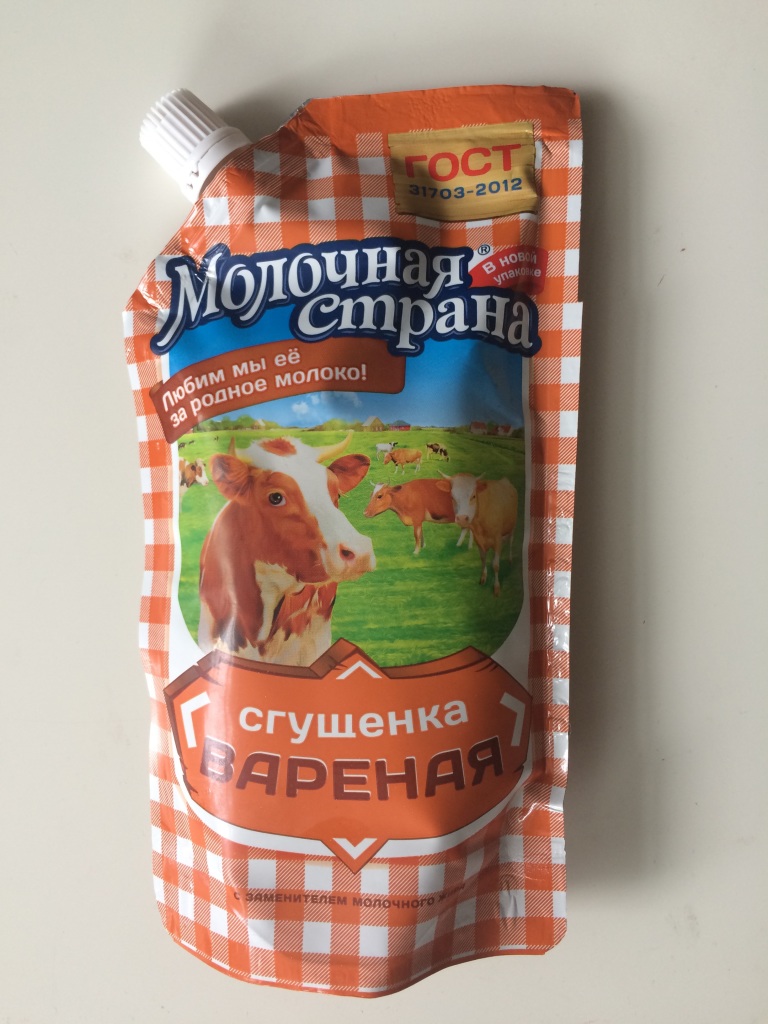 ГОСТ
31703-2012
Молочная®
страна
В новой
упаковке
Любим мы её
за родное молоко!
сгущенка
ВАРЕНАЯ
С ЗАМЕНИТЕЛЕМ МОЛОЧНОГО